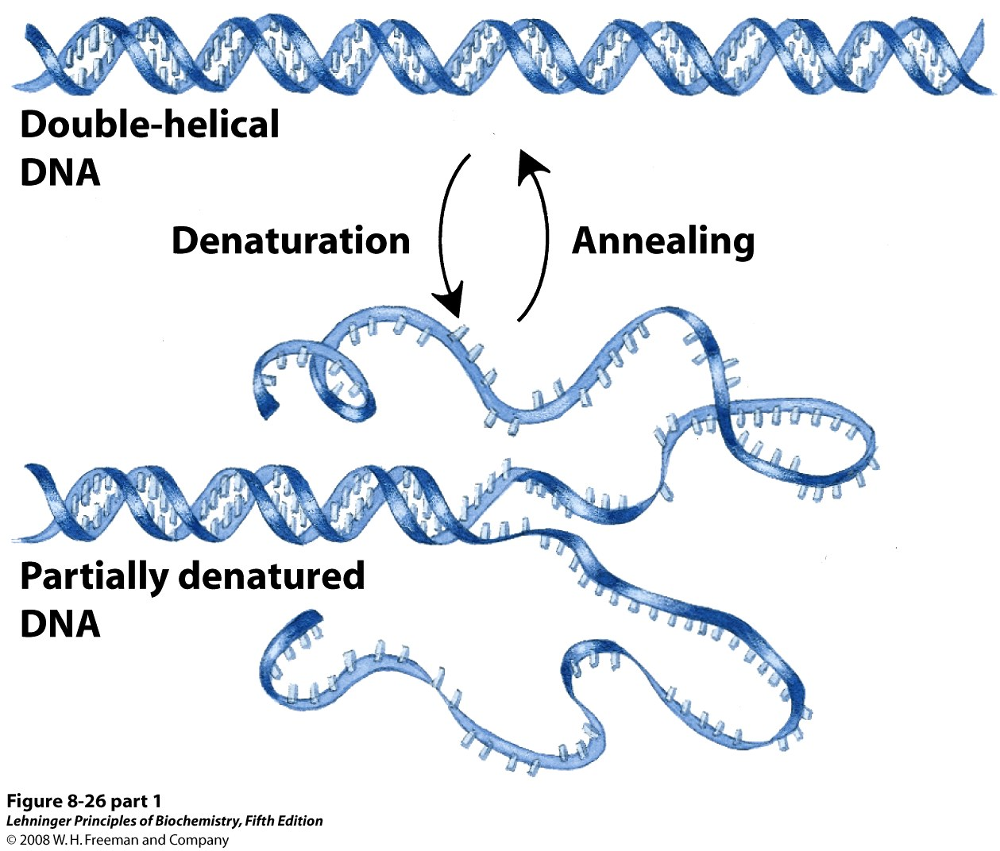 Double-helical
DNA
Denaturation
Annealing
Partially denatured
DNA
Figure 8-26 part 1
Lehninger Principles of Biochemistry, Fifth Edition
© 2008 W. H. Freeman and Company